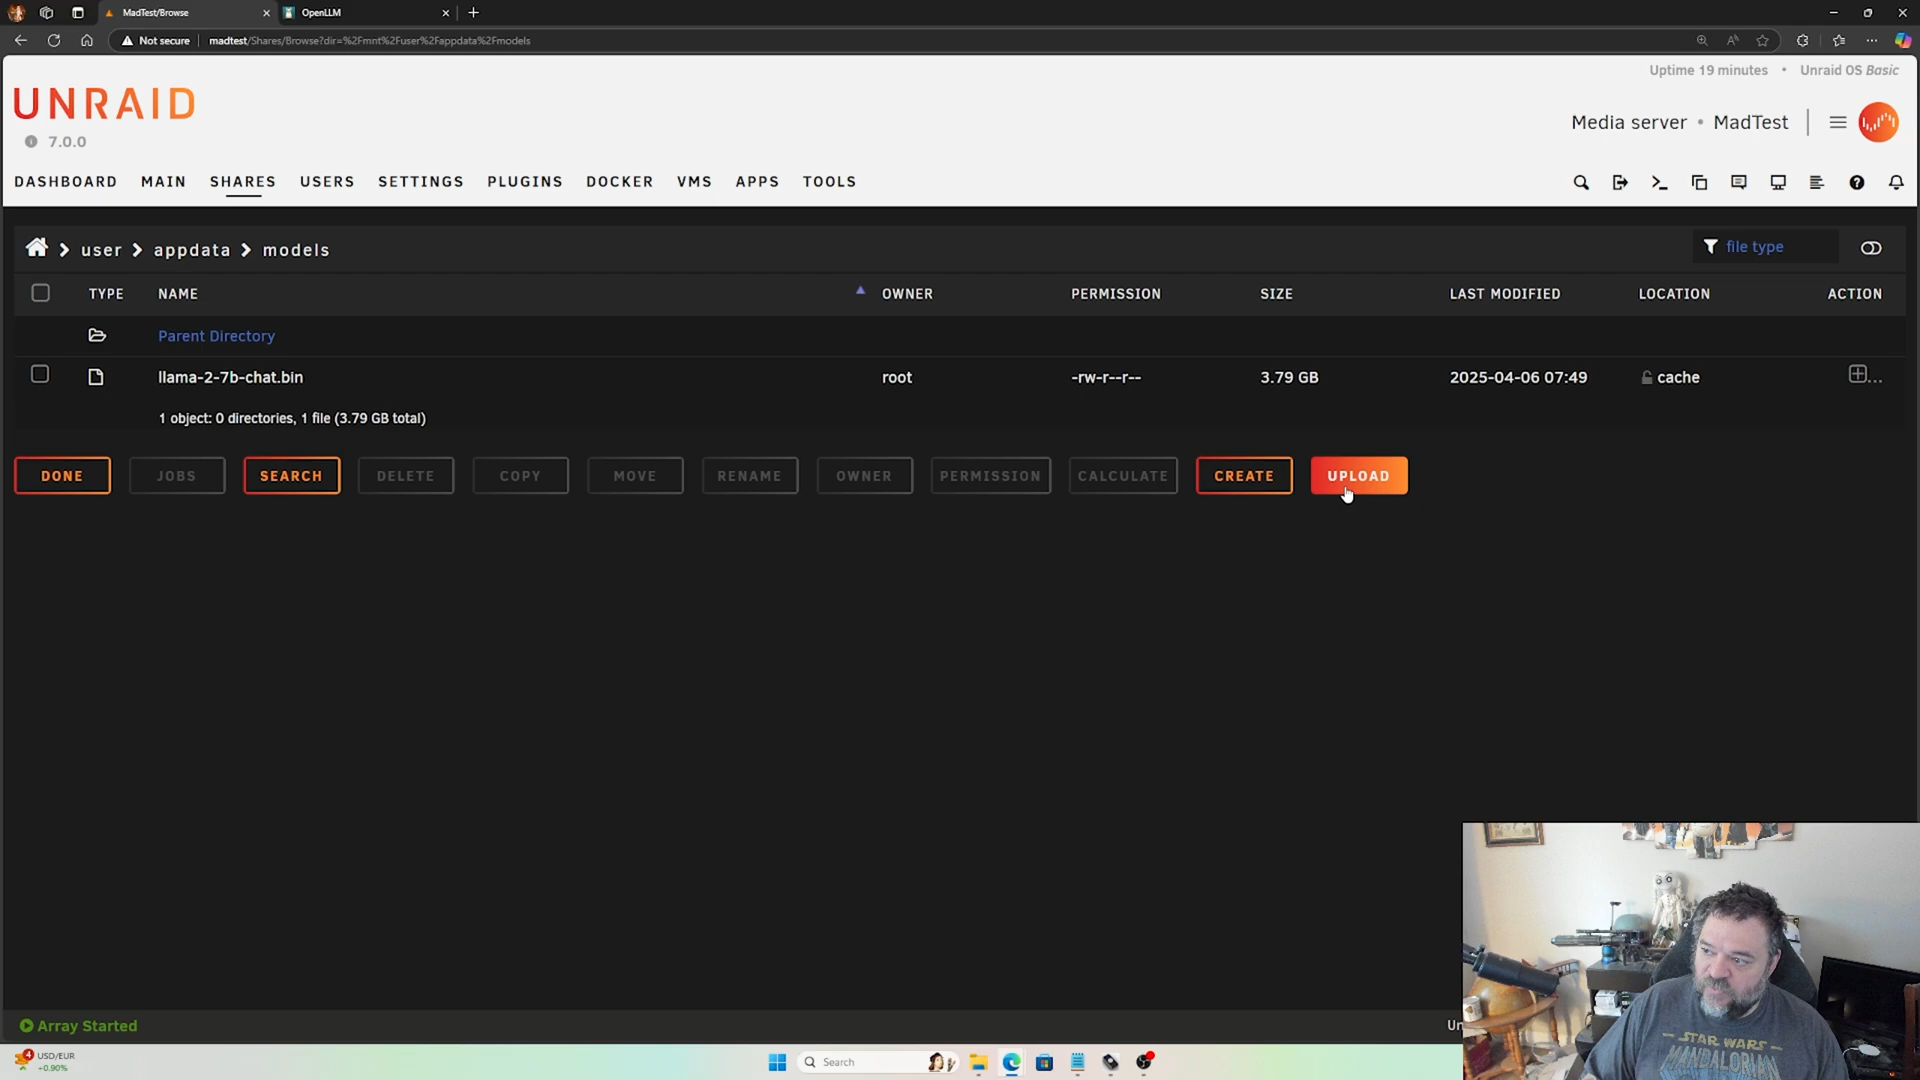 MadTest/Browse
OpenLLM
Not secure
madtest/Shares/Browse?dir=%2Fmnt%2Fuser%2Fappdata%2Fmodels
Uptime 19 minutes • Unraid OS Basic
UNRAID
7.0.0
Media server • MadTest
DASHBOARD MAIN SHARES USERS SETTINGS PLUGINS DOCKER VMS APPS TOOLS
user > appdata > models
file type
TYPE NAME OWNER PERMISSION SIZE LAST MODIFIED LOCATION ACTION
Parent Directory
llama-2-7b-chat.bin root -rw-r--r-- 3.79 GB 2025-04-06 07:49 cache ...
1 object: 0 directories, 1 file (3.79 GB total)
DONE JOBS SEARCH DELETE COPY MOVE RENAME OWNER PERMISSION CALCULATE CREATE UPLOAD
Array Started
Un
4
USD/EUR
+0.90%
Search
STAR WARS
MANDALORIAN